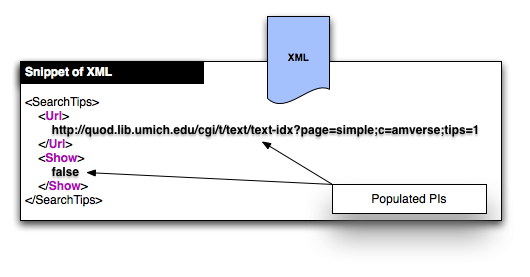 XML
Snippet of XML
<SearchTips>
<Url>
http://quod.lib.umich.edu/cgi/t/text/text-idx?page=simple;c=amverse;tips=1
</Url>
<Show>
false
</Show>
</SearchTips>
Populated PIs